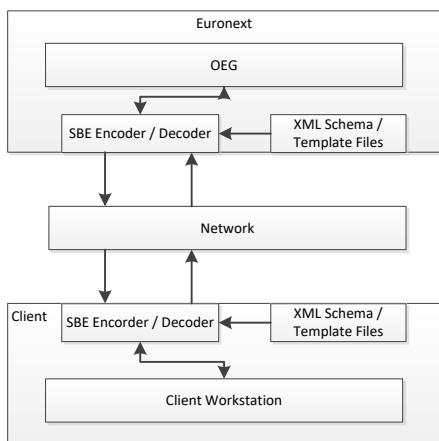 Euronext
OEG
SBE Encoder / Decoder
XML Schema /
Template Files
Network
Client
SBE Encorder / Decoder
XML Schema /
Template Files
Client Workstation